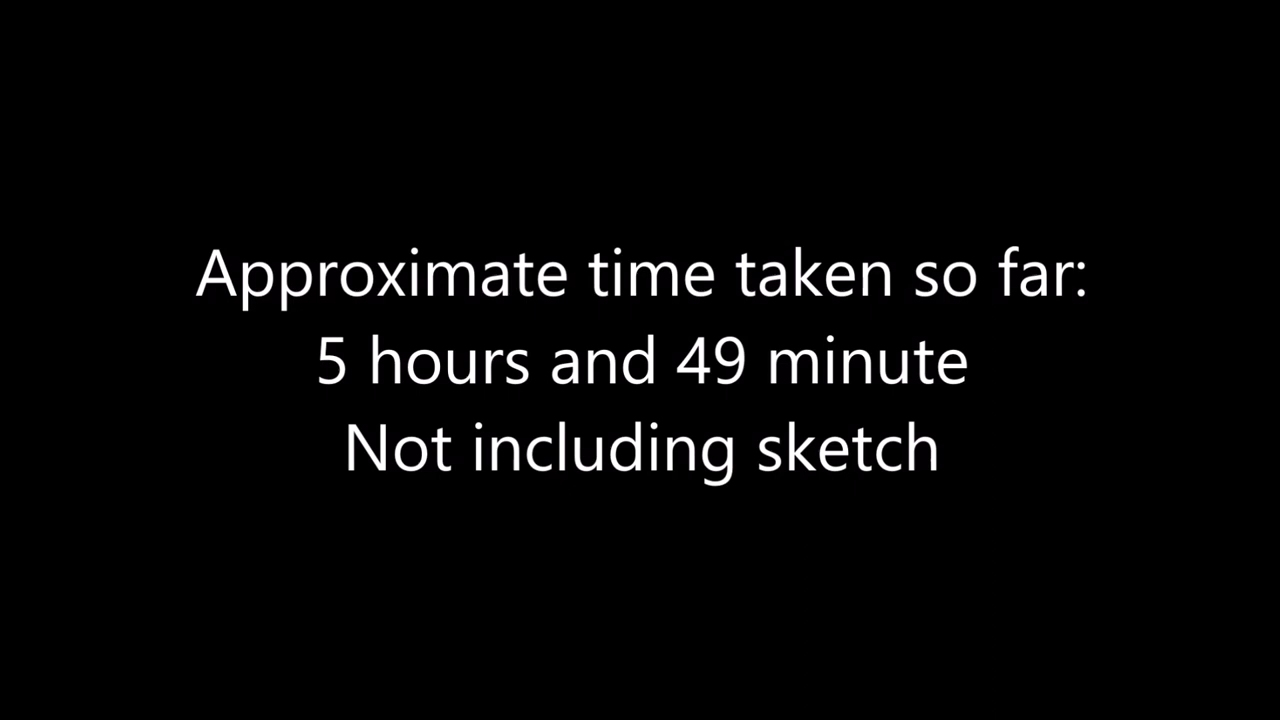 Approximate time taken so far:
5 hours and 49 minute
Not including sketch